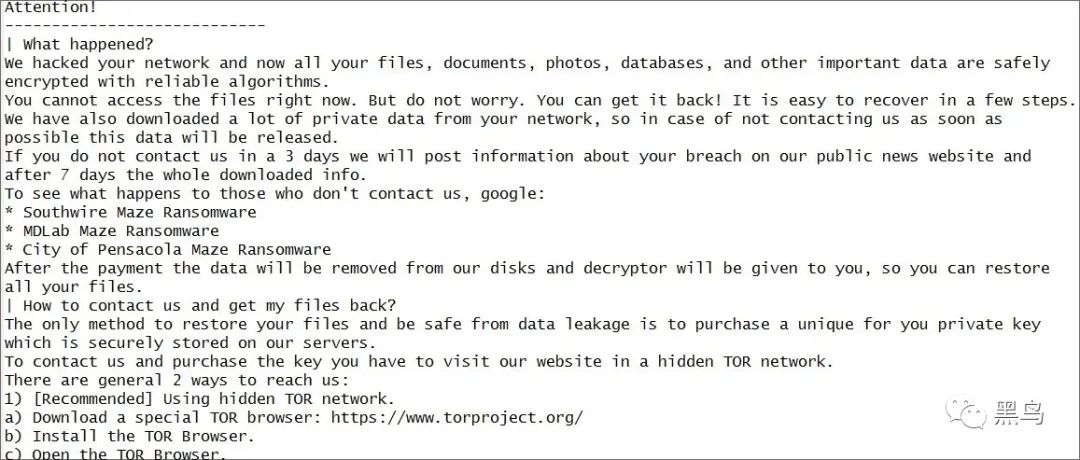 Attention!
----------------------------
| What happened?
We hacked your network and now all your files, documents, photos, databases, and other important data are safely
encrypted with reliable algorithms.
You cannot access the files right now. But do not worry. You can get it back! It is easy to recover in a few steps.
We have also downloaded a lot of private data from your network, so in case of not contacting us as soon as
possible this data will be released.
If you do not contact us in a 3 days we will post information about your breach on our public news website and
after 7 days the whole downloaded info.
To see what happens to those who don't contact us, google:
* Southwire Maze Ransomware
* MDLab Maze Ransomware
* City of Pensacola Maze Ransomware
After the payment the data will be removed from our disks and decryptor will be given to you, so you can restore
all your files.
| How to contact us and get my files back?
The only method to restore your files and be safe from data leakage is to purchase a unique for you private key
which is securely stored on our servers.
To contact us and purchase the key you have to visit our website in a hidden TOR network.
There are general 2 ways to reach us:
1) [Recommended] Using hidden TOR network.
a) Download a special TOR browser: https://www.torproject.org/
b) Install the TOR Browser.
c) Open the TOR Browser.
黑鸟